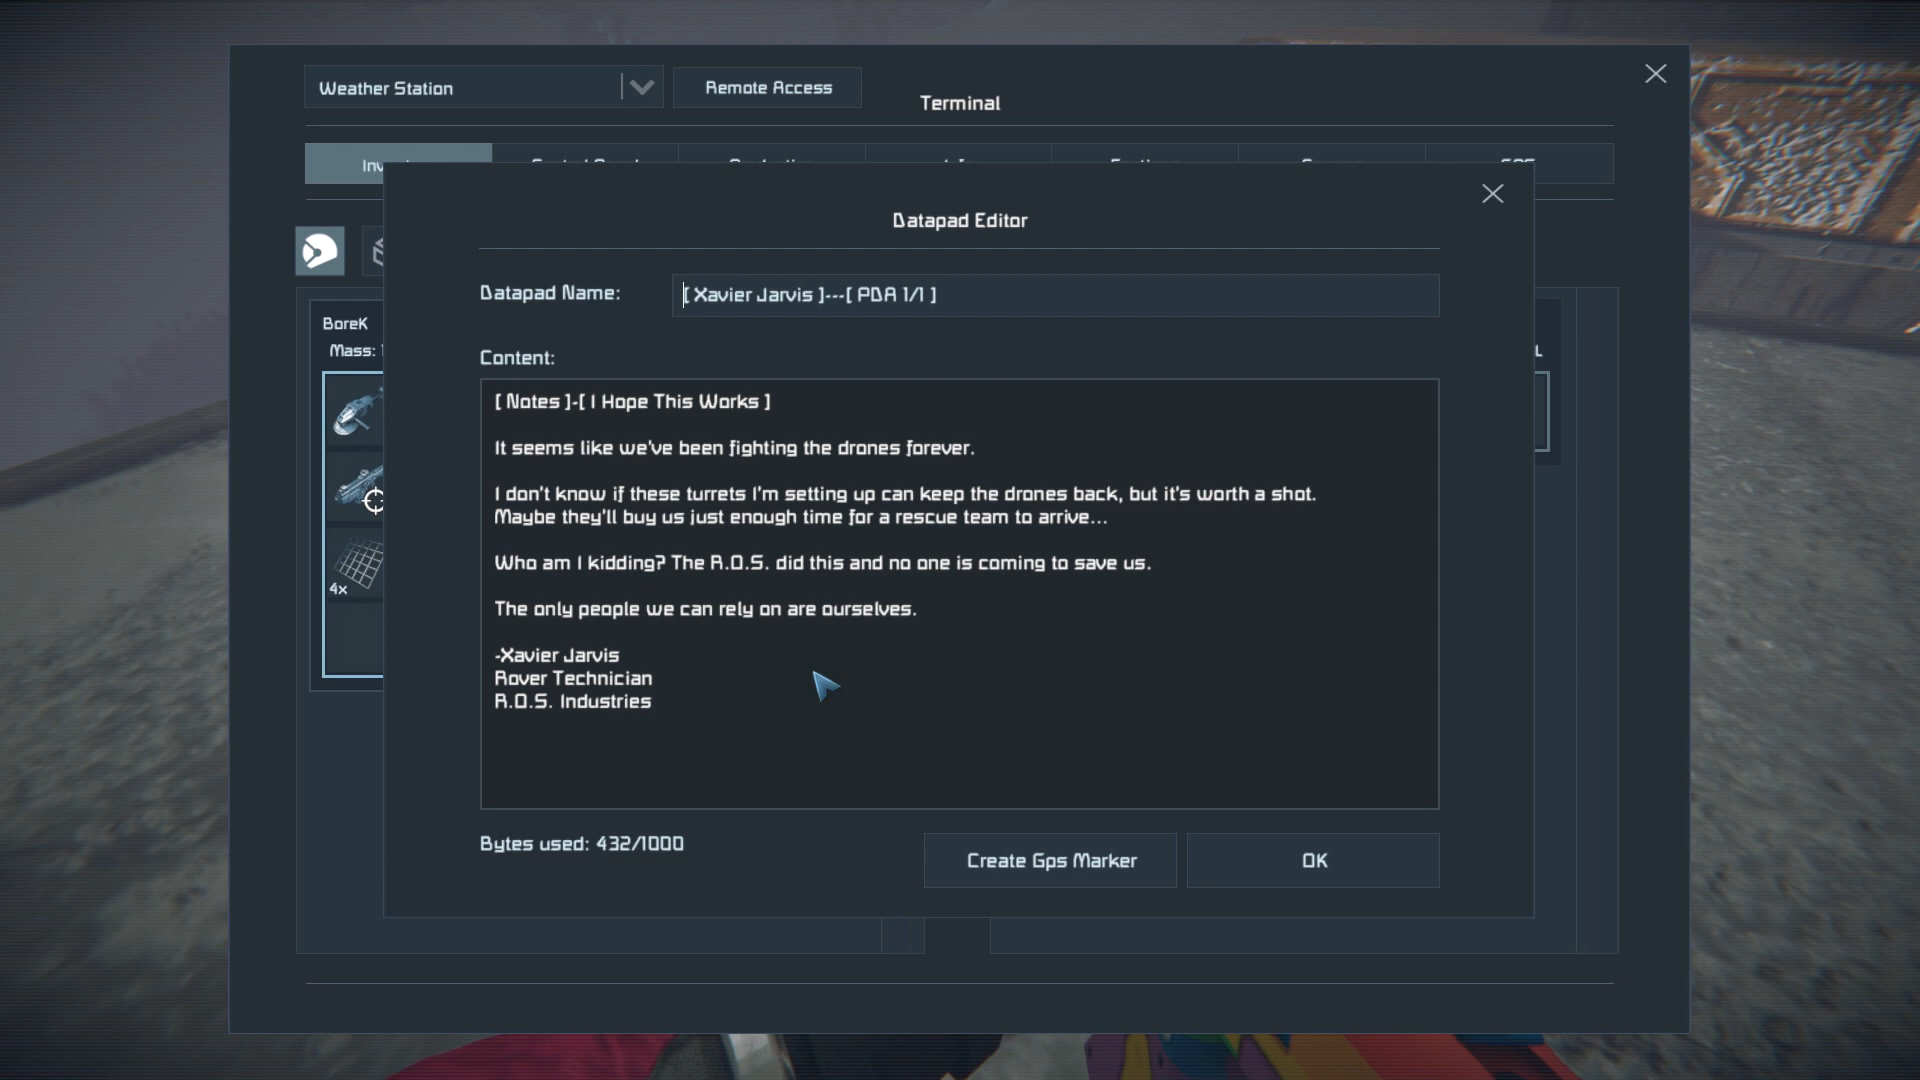 Weather Station
Remote Access
Terminal
Datapad Editor
Datapad Name:
[ Xavier Jarvis ]---[ PDA 1/1 ]
BoreK
Mass:
Content:
[ Notes ]-[ I Hope This Works ]
It seems like we've been fighting the drones forever.
I don't know if these turrets I'm setting up can keep the drones back, but it's worth a shot.
Maybe they'll buy us just enough time for a rescue team to arrive...
Who am I kidding? The R.O.S. did this and no one is coming to save us.
The only people we can rely on are ourselves.
-Xavier Jarvis
Rover Technician
R.O.S. Industries
4x
Bytes used: 432/1000
Create Gps Marker
OK